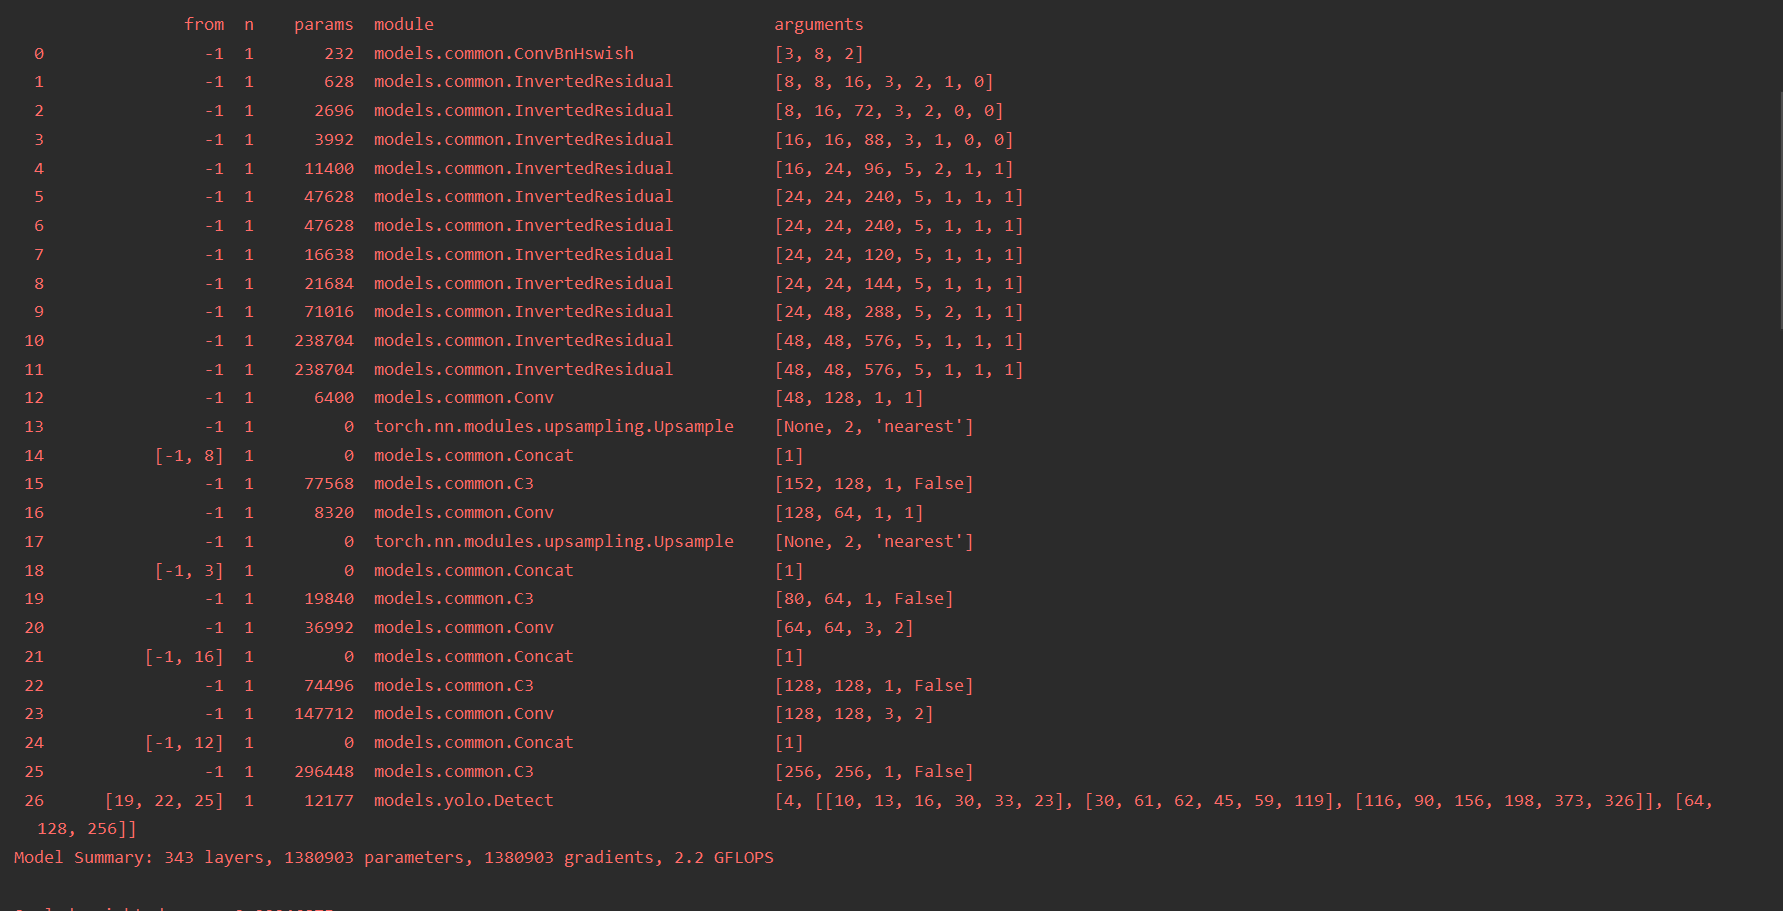 from n params module arguments
0 -1 1 232 models.common.ConvBnHswish [3, 8, 2]
1 -1 1 628 models.common.InvertedResidual [8, 8, 16, 3, 2, 1, 0]
2 -1 1 2696 models.common.InvertedResidual [8, 16, 72, 3, 2, 0, 0]
3 -1 1 3992 models.common.InvertedResidual [16, 16, 88, 3, 1, 0, 0]
4 -1 1 11400 models.common.InvertedResidual [16, 24, 96, 5, 2, 1, 1]
5 -1 1 47628 models.common.InvertedResidual [24, 24, 240, 5, 1, 1, 1]
6 -1 1 47628 models.common.InvertedResidual [24, 24, 240, 5, 1, 1, 1]
7 -1 1 16638 models.common.InvertedResidual [24, 24, 120, 5, 1, 1, 1]
8 -1 1 21684 models.common.InvertedResidual [24, 24, 144, 5, 1, 1, 1]
9 -1 1 71016 models.common.InvertedResidual [24, 48, 288, 5, 2, 1, 1]
10 -1 1 238704 models.common.InvertedResidual [48, 48, 576, 5, 1, 1, 1]
11 -1 1 238704 models.common.InvertedResidual [48, 48, 576, 5, 1, 1, 1]
12 -1 1 6400 models.common.Conv [48, 128, 1, 1]
13 -1 1 0 torch.nn.modules.upsampling.Upsample [None, 2, 'nearest']
14 [-1, 8] 1 0 models.common.Concat [1]
15 -1 1 77568 models.common.C3 [152, 128, 1, False]
16 -1 1 8320 models.common.Conv [128, 64, 1, 1]
17 -1 1 0 torch.nn.modules.upsampling.Upsample [None, 2, 'nearest']
18 [-1, 3] 1 0 models.common.Concat [1]
19 -1 1 19840 models.common.C3 [80, 64, 1, False]
20 -1 1 36992 models.common.Conv [64, 64, 3, 2]
21 [-1, 16] 1 0 models.common.Concat [1]
22 -1 1 74496 models.common.C3 [128, 128, 1, False]
23 -1 1 147712 models.common.Conv [128, 128, 3, 2]
24 [-1, 12] 1 0 models.common.Concat [1]
25 -1 1 296448 models.common.C3 [256, 256, 1, False]
26 [19, 22, 25] 1 12177 models.yolo.Detect [4, [[10, 13, 16, 30, 33, 23], [30, 61, 62, 45, 59, 119], [116, 90, 156, 198, 373, 326]], [64,
128, 256]]
Model Summary: 343 layers, 1380903 parameters, 1380903 gradients, 2.2 GFLOPS